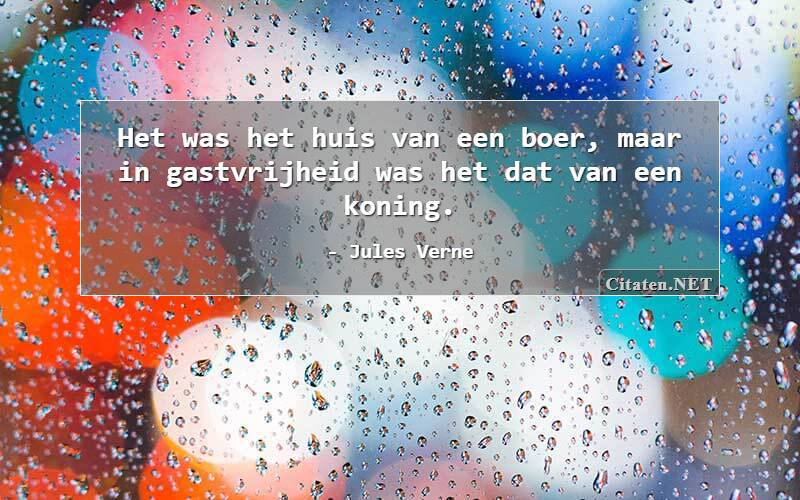 Het was het huis van een boer, maar
in gastvrijheid was het dat van een
koning.
- Jules Verne
Citaten.NET